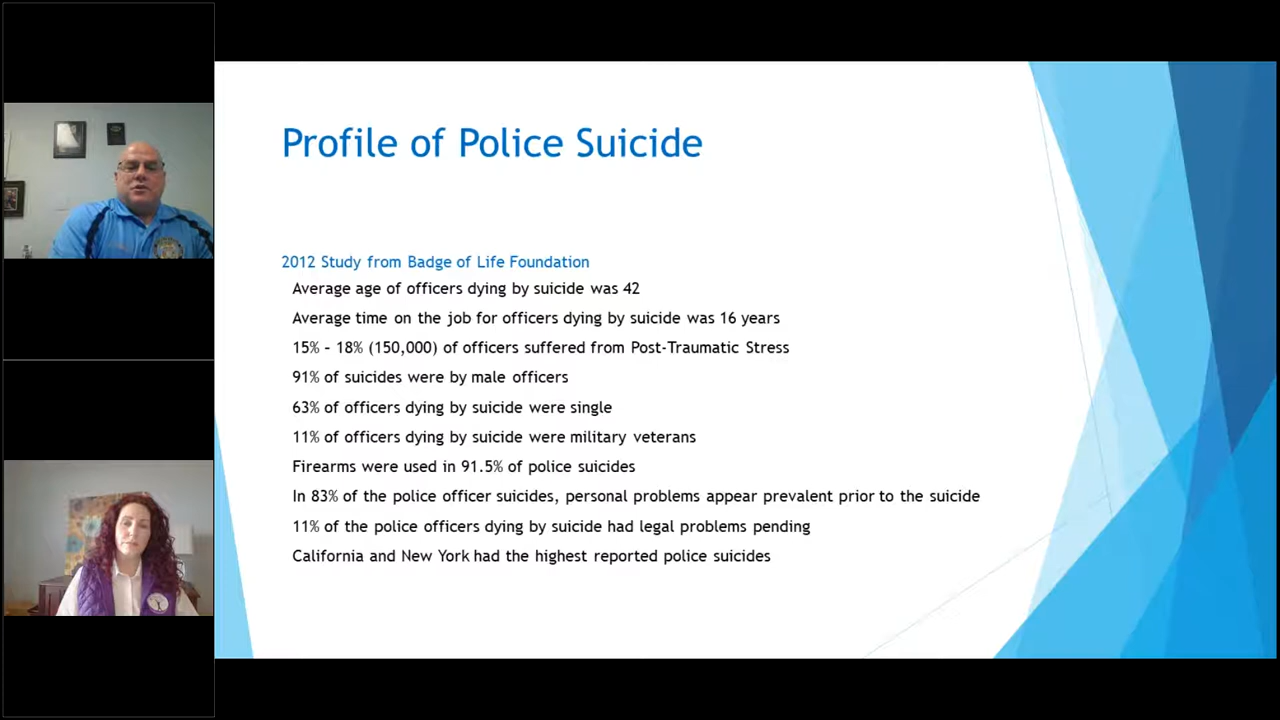 Profile of Police Suicide
2012 Study from Badge of Life Foundation
Average age of officers dying by suicide was 42
Average time on the job for officers dying by suicide was 16 years
15% – 18% (150,000) of officers suffered from Post-Traumatic Stress
91% of suicides were by male officers
63% of officers dying by suicide were single
11% of officers dying by suicide were military veterans
Firearms were used in 91.5% of police suicides
In 83% of the police officer suicides, personal problems appear prevalent prior to the suicide
11% of the police officers dying by suicide had legal problems pending
California and New York had the highest reported police suicides